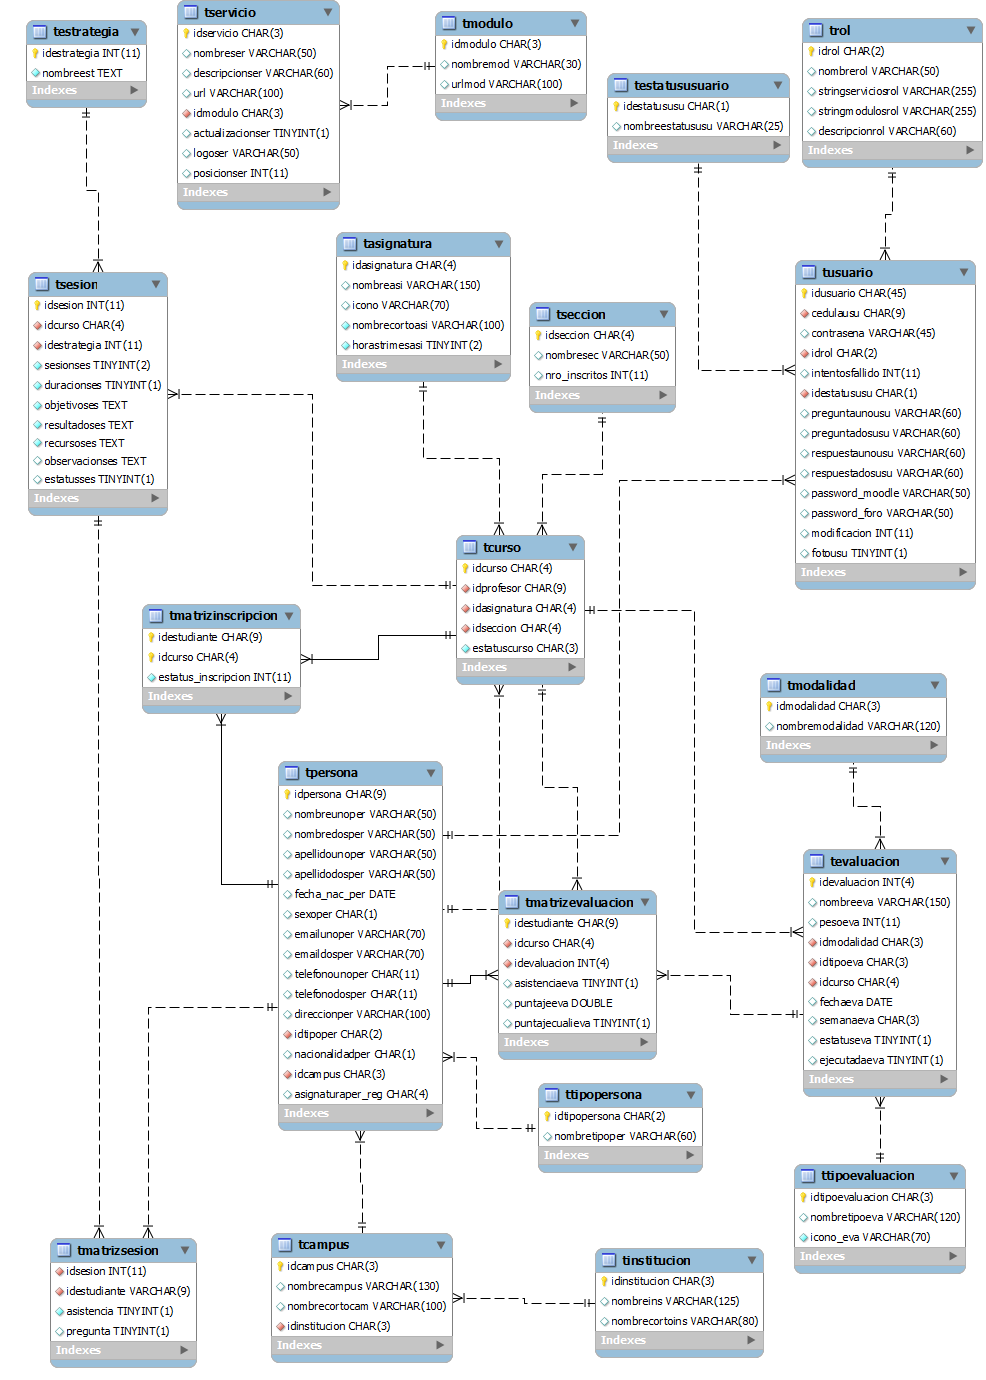 testrategia
idestrategia INT(11)
nombreest TEXT
Indexes
tservicio
idservicio CHAR(3)
nombreser VARCHAR(50)
descripcionser VARCHAR(60)
url VARCHAR(100)
idmodulo CHAR(3)
actualizacionser TINYINT(1)
logoser VARCHAR(50)
posicionser INT(11)
Indexes
tmodulo
idmodulo CHAR(3)
nombremod VARCHAR(30)
urlmod VARCHAR(100)
Indexes
testatususuario
idestatususu CHAR(1)
nombreestatususu VARCHAR(25)
Indexes
trol
idrol CHAR(2)
nombrerol VARCHAR(50)
stringserviciosrol VARCHAR(255)
stringmodulosrol VARCHAR(255)
descripcionrol VARCHAR(60)
Indexes
tsesion
idsesion INT(11)
idcurso CHAR(4)
idestrategia INT(11)
sesionses TINYINT(2)
duracionses TINYINT(1)
objetivoses TEXT
resultadoses TEXT
recursoses TEXT
observacionses TEXT
estatusses TINYINT(1)
Indexes
tasignatura
idasignatura CHAR(4)
nombreasi VARCHAR(150)
icono VARCHAR(70)
nombrecortoasi VARCHAR(100)
horastrimesasi TINYINT(2)
Indexes
tseccion
idseccion CHAR(4)
nombresec VARCHAR(50)
nro_inscritos INT(11)
Indexes
tusuario
idusuario CHAR(45)
cedulausu CHAR(9)
contrasena VARCHAR(45)
idrol CHAR(2)
intentosfallido INT(11)
idestatususu CHAR(1)
preguntaunousu VARCHAR(60)
preguntadosusu VARCHAR(60)
respuestaunousu VARCHAR(60)
respuestadosusu VARCHAR(60)
password_moodle VARCHAR(50)
password_foro VARCHAR(50)
modificacion INT(11)
fotousu TINYINT(1)
Indexes
tcurso
idcurso CHAR(4)
idprofesor CHAR(9)
idasignatura CHAR(4)
idseccion CHAR(4)
estatuscurso CHAR(3)
Indexes
tmatrizinscripcion
idestudiante CHAR(9)
idcurso CHAR(4)
estatus_inscripcion INT(11)
Indexes
tmodalidad
idmodalidad CHAR(3)
nombremodalidad VARCHAR(120)
Indexes
tpersona
idpersona CHAR(9)
nombreunoper VARCHAR(50)
nombredosper VARCHAR(50)
apellidounoper VARCHAR(50)
apellidodosper VARCHAR(50)
fecha_nac_per DATE
sexoper CHAR(1)
emailunoper VARCHAR(70)
emaildosper VARCHAR(70)
telefonounoper CHAR(11)
telefonodosper CHAR(11)
direccionper VARCHAR(100)
idtipoper CHAR(2)
nacionalidadper CHAR(1)
idcampus CHAR(3)
asignaturaper_reg CHAR(4)
Indexes
tmatrizevaluacion
idestudiante CHAR(9)
idcurso CHAR(4)
idevaluacion INT(4)
asistenciaeva TINYINT(1)
puntajeeva DOUBLE
puntajecualieva TINYINT(1)
Indexes
tevaluacion
idevaluacion INT(4)
nombreeva VARCHAR(150)
pesoeva INT(11)
idmodalidad CHAR(3)
idtipoeva CHAR(3)
idcurso CHAR(4)
fechaeva DATE
semanaeva CHAR(3)
estatuseva TINYINT(1)
ejecutadaeva TINYINT(1)
Indexes
ttipopersona
idtipopersona CHAR(2)
nombretipoper VARCHAR(60)
Indexes
ttipoevaluacion
idtipoevaluacion CHAR(3)
nombretipoeva VARCHAR(120)
icono_eva VARCHAR(70)
Indexes
tmatrizsesion
idsesion INT(11)
idestudiante VARCHAR(9)
asistencia TINYINT(1)
pregunta TINYINT(1)
Indexes
tcampus
idcampus CHAR(3)
nombrecampus VARCHAR(130)
nombrecortocam VARCHAR(100)
idinstitucion CHAR(3)
Indexes
tinstitucion
idinstitucion CHAR(3)
nombreins VARCHAR(125)
nombrecortoins VARCHAR(80)
Indexes